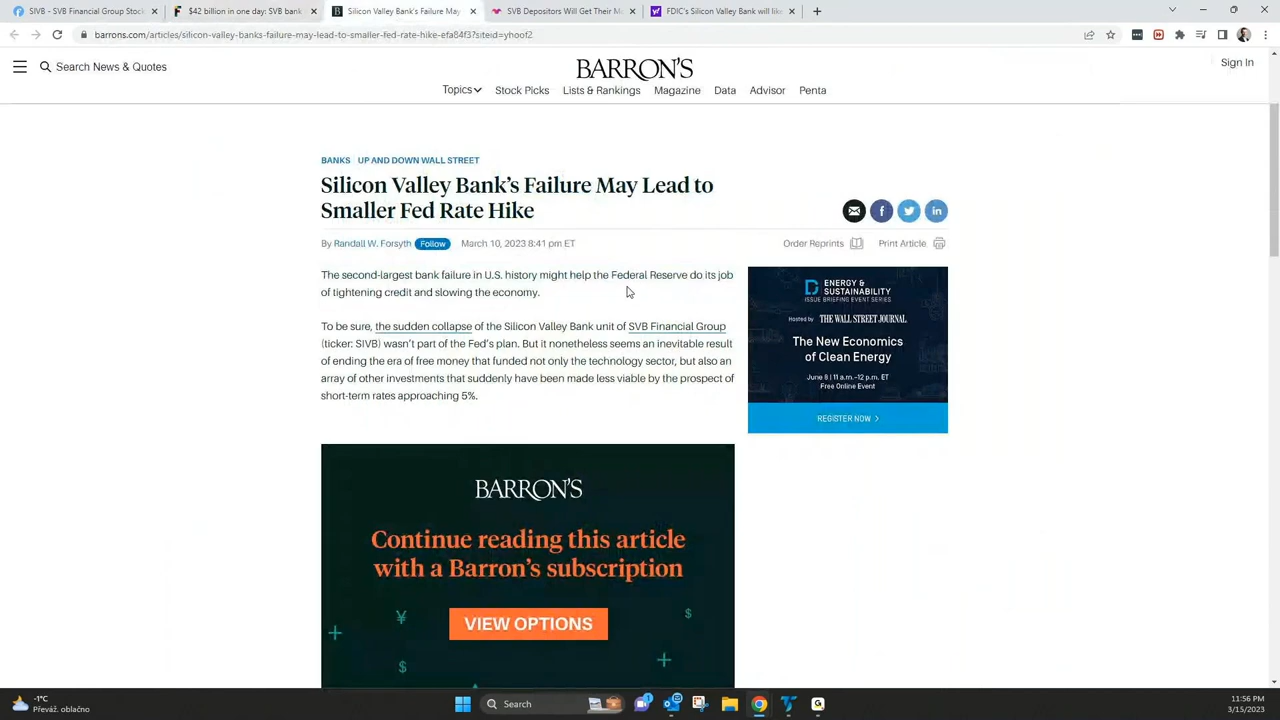 SIVB - SVB Financial Group Stock
$42 billion in one day: SVB bank
Silicon Valley Bank's Failure May
SVB Depositors Will Get Their M
FDIC's Silicon Valley Bank will lik
barrons.com/articles/silicon-valley-banks-failure-may-lead-to-smaller-fed-rate-hike-efa84f3?siteid=yhoof2
Search News & Quotes
BARRON'S
Sign In
Topics
Stock Picks
Lists & Rankings
Magazine
Data
Advisor
Penta
BANKS UP AND DOWN WALL STREET
Silicon Valley Bank's Failure May Lead to
Smaller Fed Rate Hike
By Randall W. Forsyth Follow March 10, 2023 8:41 pm ET
Order Reprints
Print Article
The second-largest bank failure in U.S. history might help the Federal Reserve do its job
of tightening credit and slowing the economy.
To be sure, the sudden collapse of the Silicon Valley Bank unit of SVB Financial Group
(ticker: SIVB) wasn't part of the Fed's plan. But it nonetheless seems an inevitable result
of ending the era of free money that funded not only the technology sector, but also an
array of other investments that suddenly have been made less viable by the prospect of
short-term rates approaching 5%.
ENERGY &
SUSTAINABILITY
ISSUE BRIEFING EVENT SERIES
Hosted by THE WALL STREET JOURNAL.
The New Economics
of Clean Energy
June 8 | 11 a.m.–12 p.m. ET
Free Online Event
REGISTER NOW >
BARRON'S
Continue reading this article
with a Barron's subscription
VIEW OPTIONS
-1°C
Převáž. oblačno
Search
11:56 PM
3/15/2023